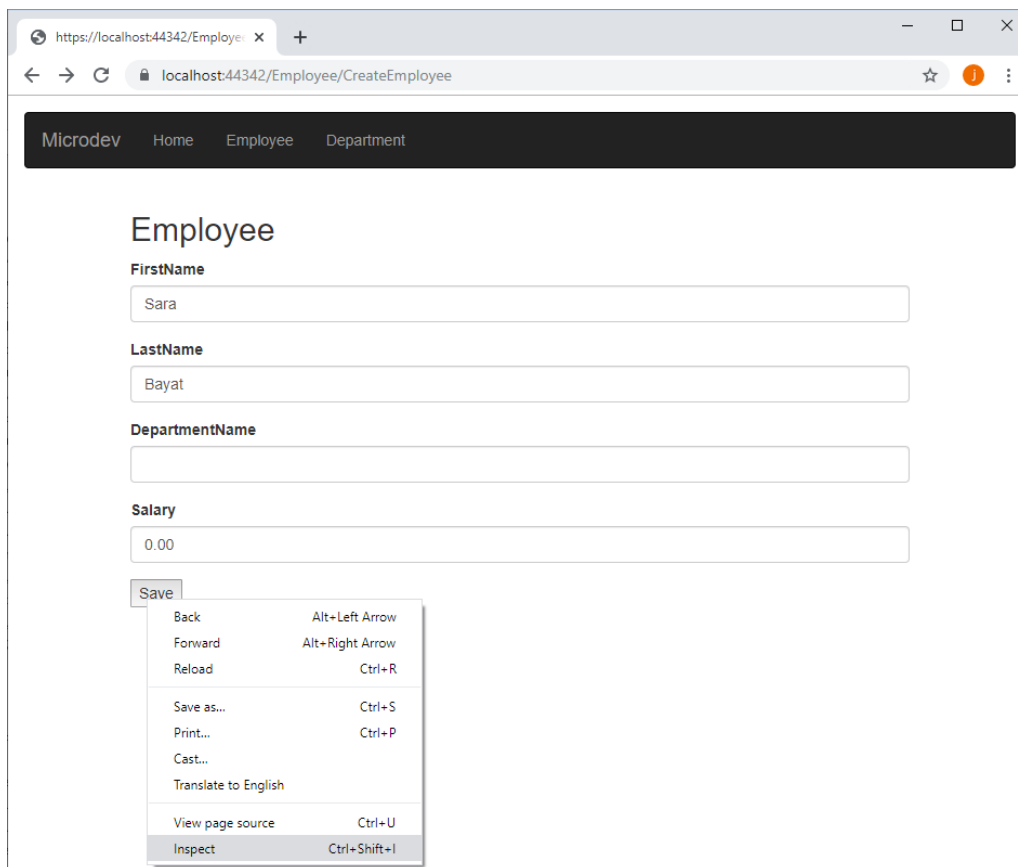 https://localhost:44342/Employe
localhost:44342/Employee/CreateEmployee
j
Microdev Home Employee Department
Employee
FirstName
Sara
LastName
Bayat
DepartmentName
Salary
0.00
Save
Back Alt+Left Arrow
Forward Alt+Right Arrow
Reload Ctrl+R
Save as... Ctrl+S
Print... Ctrl+P
Cast...
Translate to English
View page source Ctrl+U
Inspect Ctrl+Shift+I